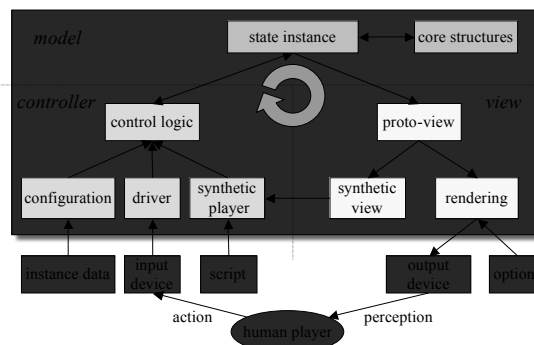 model
state instance
core structures
controller
view
control logic
proto-view
configuration
driver
synthetic
player
synthetic
view
rendering
instance data
input
device
script
output
device
option
action
human player
perception